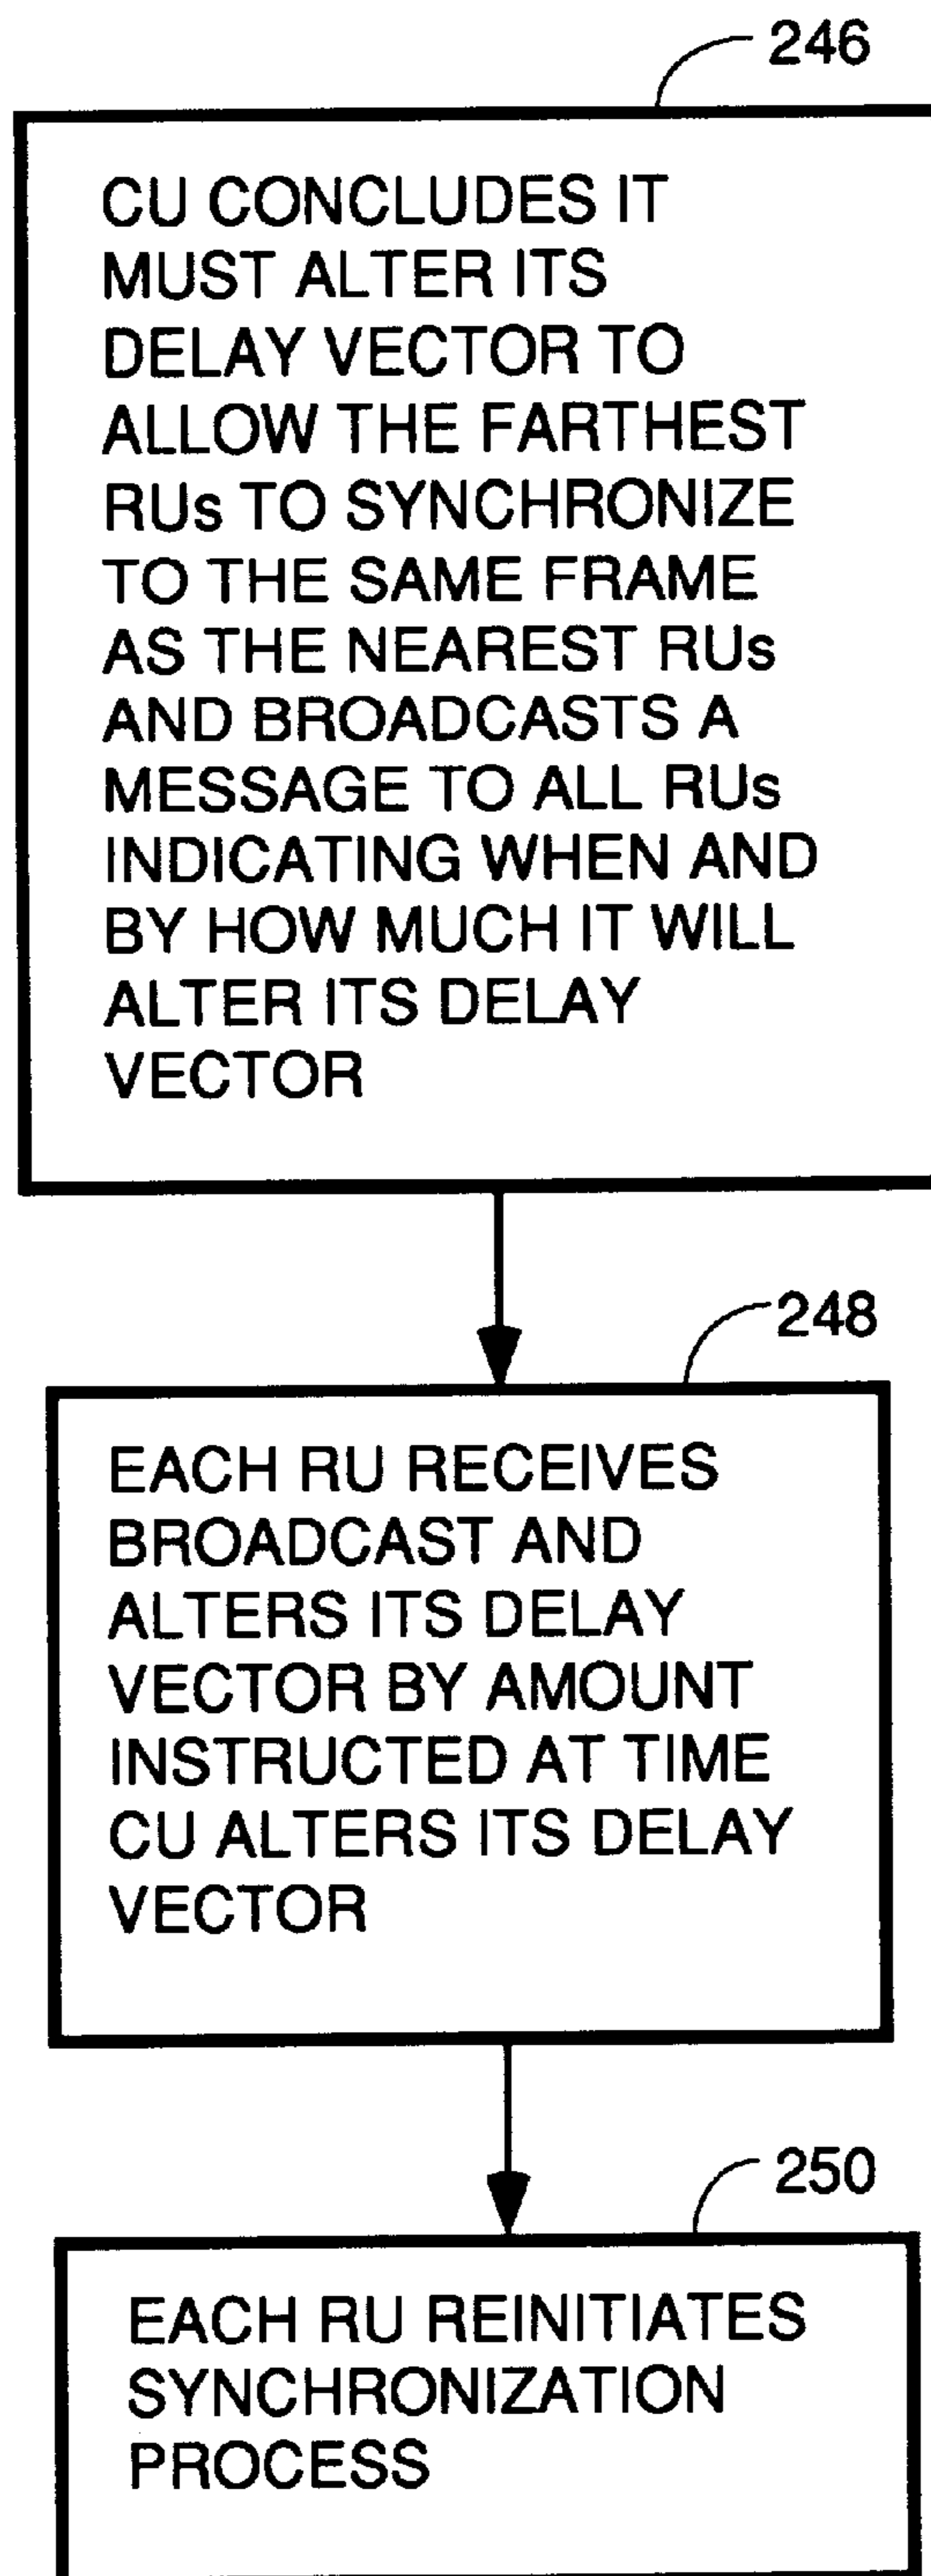 246
CU CONCLUDES IT
MUST ALTER ITS
DELAY VECTOR TO
ALLOW THE FARTHEST
RUs TO SYNCHRONIZE
TO THE SAME FRAME
AS THE NEAREST RUs
AND BROADCASTS A
MESSAGE TO ALL RUs
INDICATING WHEN AND
BY HOW MUCH IT WILL
ALTER ITS DELAY
VECTOR
248
EACH RU RECEIVES
BROADCAST AND
ALTERS ITS DELAY
VECTOR BY AMOUNT
INSTRUCTED AT TIME
CU ALTERS ITS DELAY
VECTOR
250
EACH RU REINITIATES
SYNCHRONIZATION
PROCESS